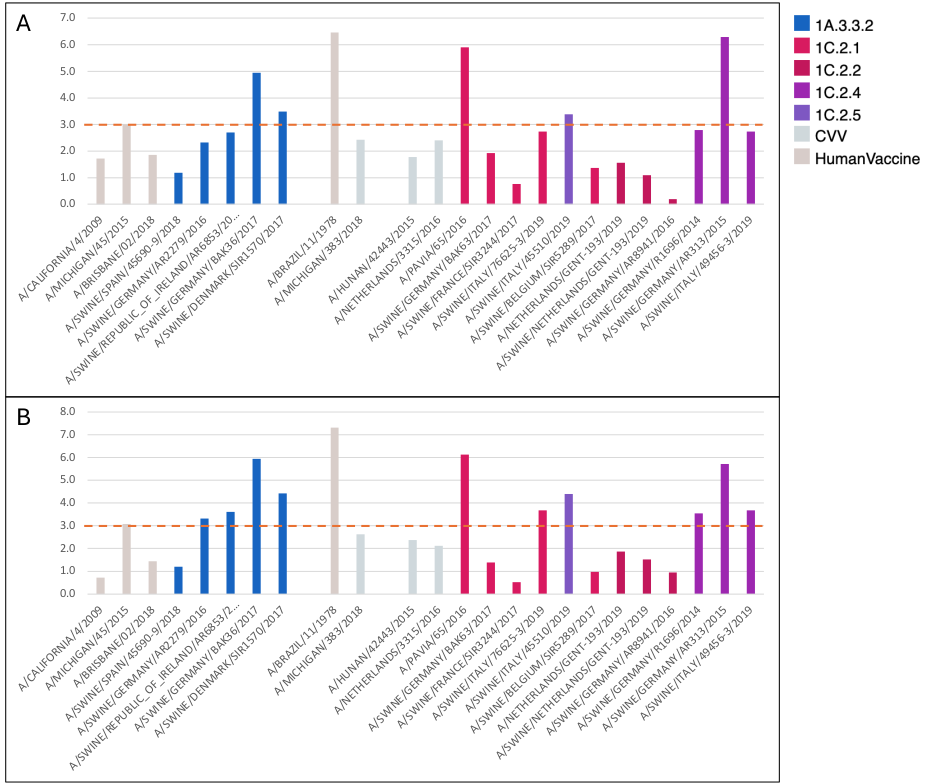 A
7.0
6.0
5.0
4.0
3.0
2.0
1.0
0.0
A/CALIFORNIA/4/2009
A/MICHIGAN/45/2015
A/BRISBANE/02/2018
A/SWINE/SPAIN/45690-9/2018
A/SWINE/GERMANY/AR2279/2016
A/SWINE/REPUBLIC_OF_IRELAND/AR6853/20...
A/SWINE/GERMANY/BAK36/2017
A/SWINE/DENMARK/SIR1570/2017
A/BRAZIL/11/1978
A/MICHIGAN/383/2018
A/HUNAN/42443/2015
A/NETHERLANDS/3315/2016
A/PAVIA/65/2016
A/SWINE/GERMANY/BAK63/2017
A/SWINE/FRANCE/SIR3244/2017
A/SWINE/ITALY/76625-3/2019
A/SWINE/ITALY/45510/2019
A/SWINE/BELGIUM/SIR5289/2017
A/NETHERLANDS/GENT-193/2019
A/SWINE/NETHERLANDS/GENT-193/2019
A/SWINE/GERMANY/AR8941/2016
A/SWINE/GERMANY/R1696/2014
A/SWINE/GERMANY/AR3313/2015
A/SWINE/ITALY/49456-3/2019
1A.3.3.2
1C.2.1
1C.2.2
1C.2.4
1C.2.5
CVV
HumanVaccine
B
8.0
7.0
6.0
5.0
4.0
3.0
2.0
1.0
0.0
A/CALIFORNIA/4/2009
A/MICHIGAN/45/2015
A/BRISBANE/02/2018
A/SWINE/SPAIN/45690-9/2018
A/SWINE/GERMANY/AR2279/2016
A/SWINE/REPUBLIC_OF_IRELAND/AR6853/2...
A/SWINE/GERMANY/BAK36/2017
A/SWINE/DENMARK/SIR1570/2017
A/BRAZIL/11/1978
A/MICHIGAN/383/2018
A/HUNAN/42443/2015
A/NETHERLANDS/3315/2016
A/PAVIA/65/2016
A/SWINE/GERMANY/BAK63/2017
A/SWINE/FRANCE/SIR3244/2017
A/SWINE/ITALY/76625-3/2019
A/SWINE/ITALY/45510/2019
A/SWINE/BELGIUM/SIR5289/2017
A/NETHERLANDS/GENT-193/2019
A/SWINE/NETHERLANDS/GENT-193/2019
A/SWINE/GERMANY/AR8941/2016
A/SWINE/GERMANY/R1696/2014
A/SWINE/GERMANY/AR3313/2015
A/SWINE/ITALY/49456-3/2019